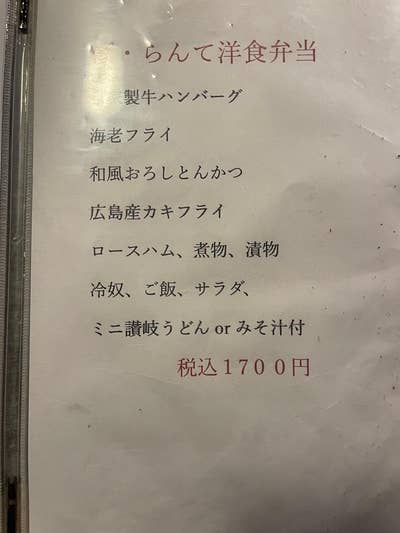 ・らんて洋食弁当
製牛ハンバーグ
海老フライ
和風おろしとんかつ
広島産カキフライ
ロースハム、煮物、漬物
冷奴、ご飯、サラダ、
ミニ讃岐うどん or みそ汁付
税込1700円